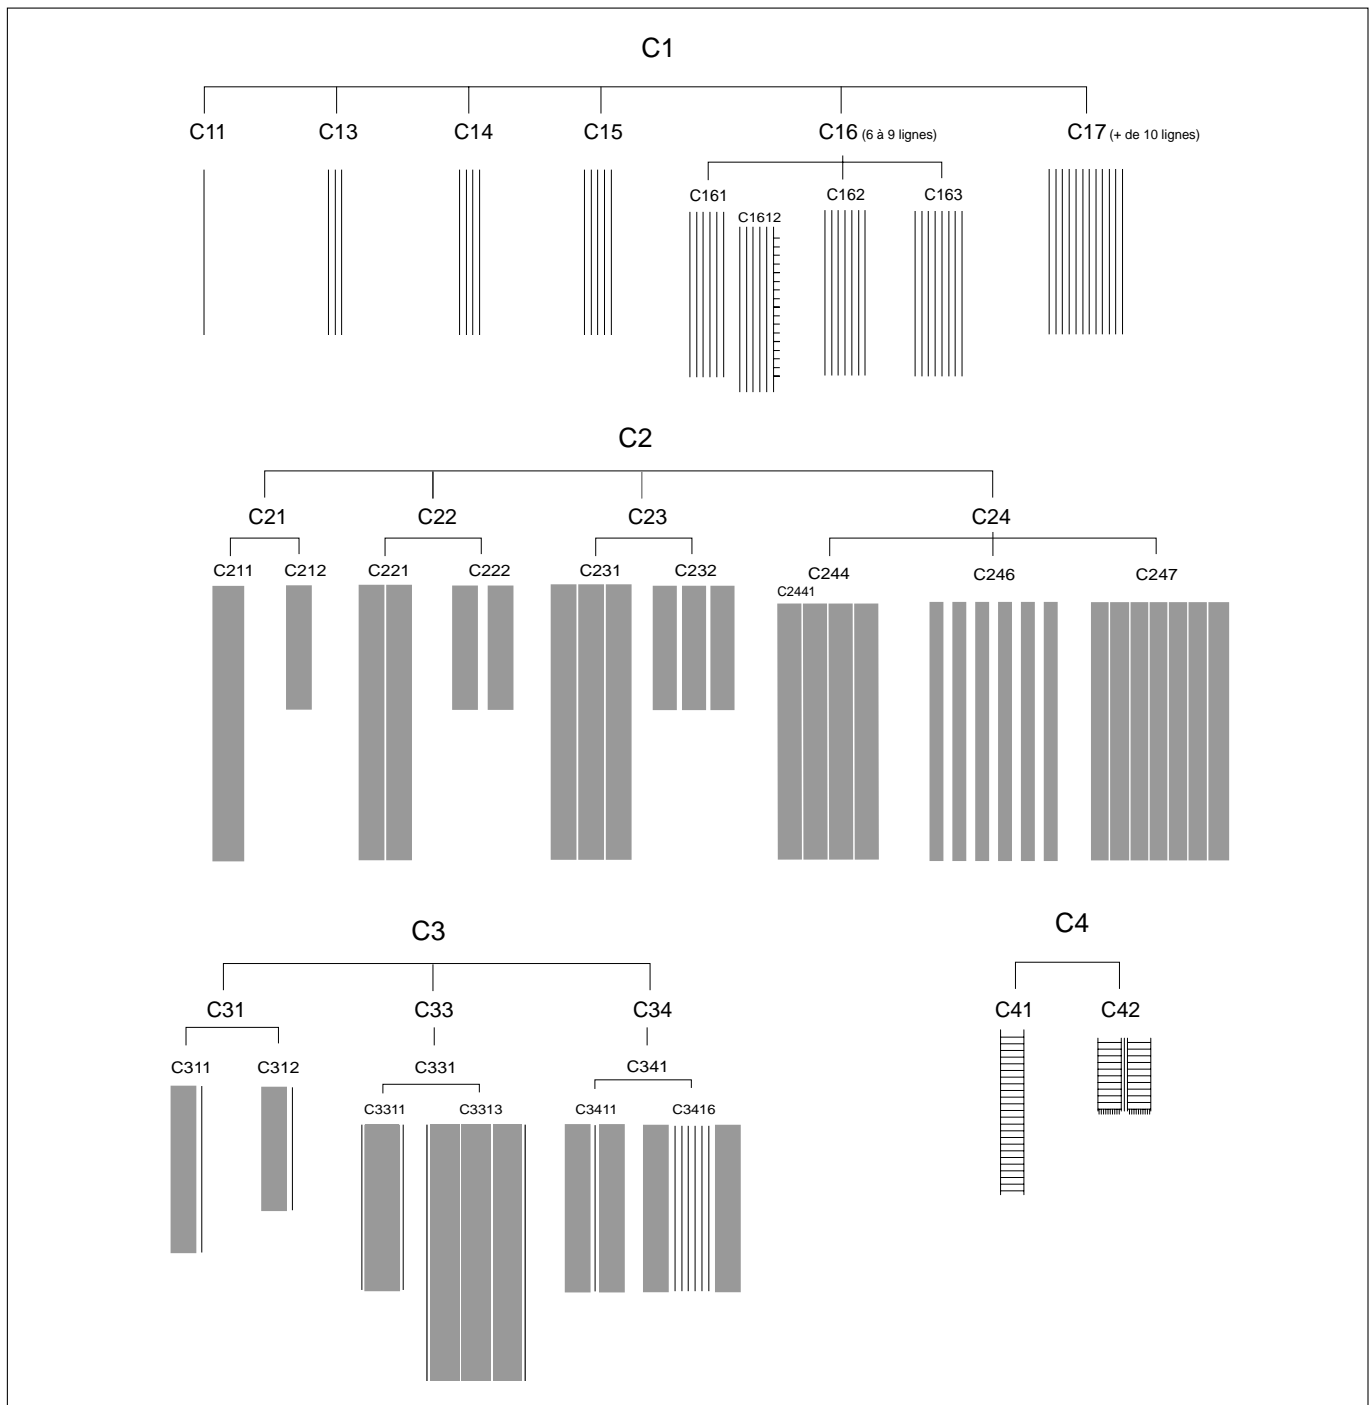 C1
C11 C13 C14 C15 C16 (6 à 9 lignes) C17 (+ de 10 lignes)
C161 C1612 C162 C163
C2
C21 C22 C23 C24
C211 C212 C221 C222 C231 C232 C244 C246 C247
C2441
C3
C4
C31 C33 C34 C41 C42
C311 C312 C331 C341
C3311 C3313 C3411 C3416